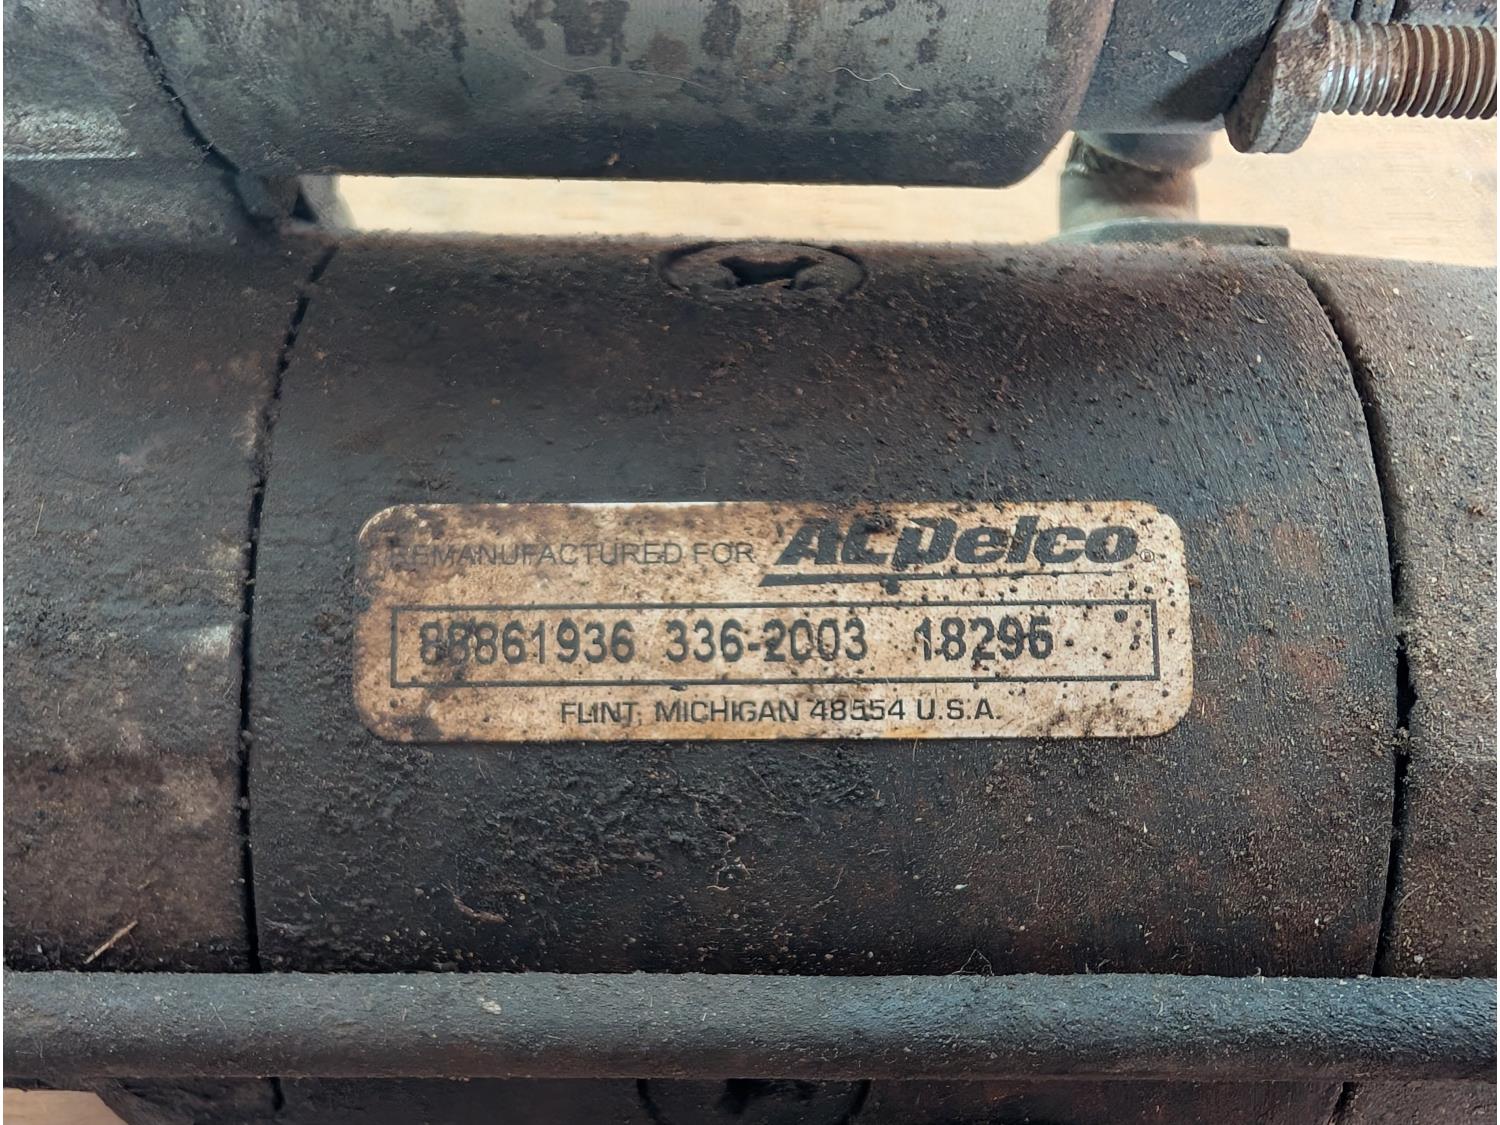 REMANUFACTURED FOR ACDelco®
88861936 336-2003 18296
FLINT, MICHIGAN 48554 U.S.A.